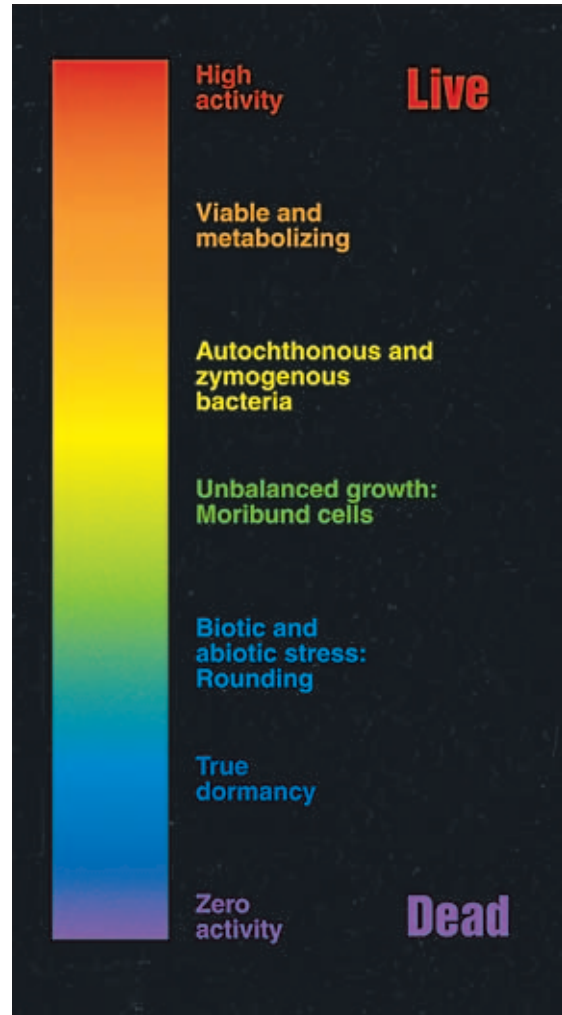 High
activity
Live
Viable and
metabolizing
Autochthonous and
zymogenous
bacteria
Unbalanced growth:
Moribund cells
Biotic and
abiotic stress:
Rounding
True
dormancy
Zero
activity
Dead